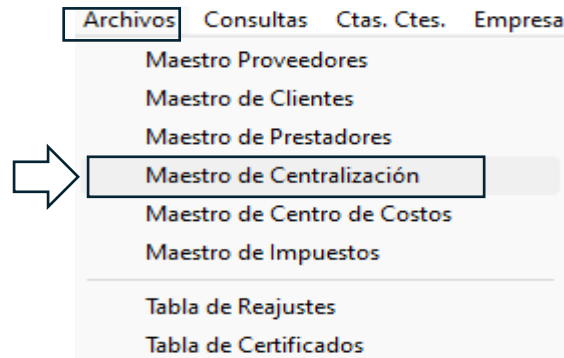 Archivos Consultas Ctas. Ctes. Empresa
Maestro Proveedores
Maestro de Clientes
Maestro de Prestadores
Maestro de Centralización
Maestro de Centro de Costos
Maestro de Impuestos
Tabla de Reajustes
Tabla de Certificados